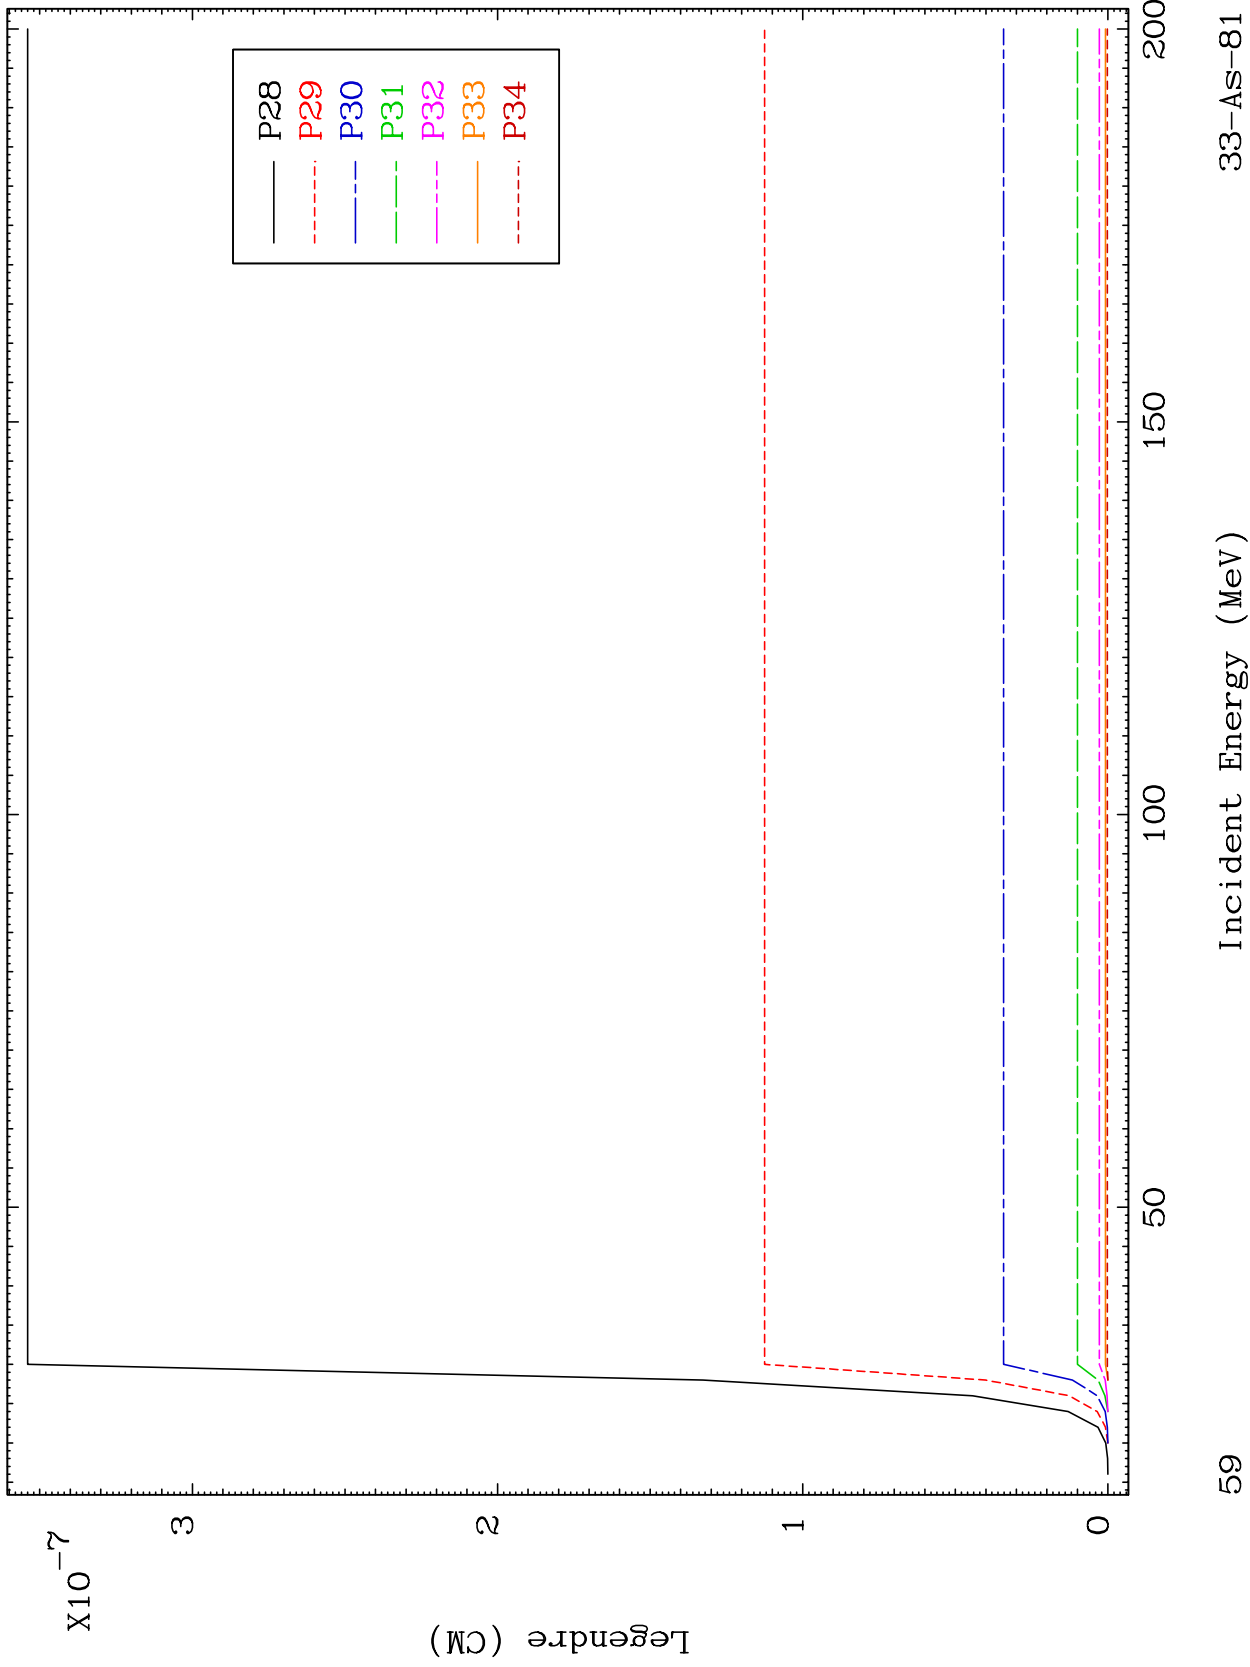 X10-7
3
2
1
0
Legendre (CM)
P28
P29
P30
P31
P32
P33
P34
50
100
150
200
59
Incident Energy (MeV)
33-As-81